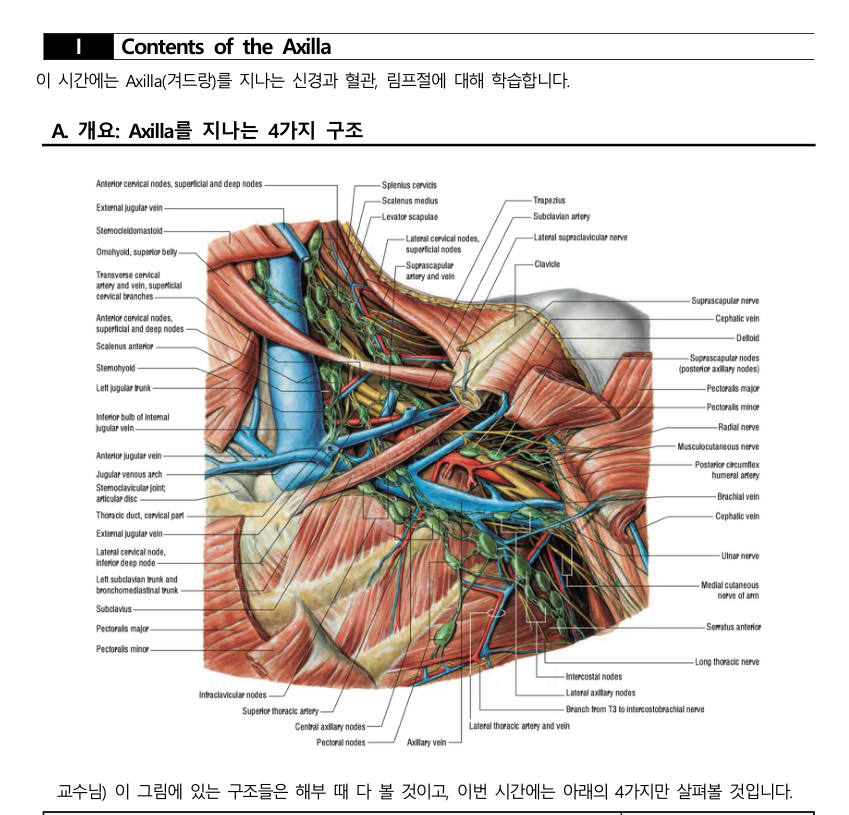 I Contents of the Axilla
이 시간에는 Axilla(겨드랑)를 지나는 신경과 혈관, 림프절에 대해 학습합니다.
A. 개요: Axilla를 지나는 4가지 구조
Anterior cervical nodes, superficial and deep nodes
External jugular vein
Sternocleidomastoid
Omohyoid, superior belly
Transverse cervical
artery and vein, superficial
cervical branches
Anterior cervical nodes,
superficial and deep nodes
Scalenus anterior
Sternohyoid
Left jugular trunk
Inferior bulb of internal
jugular vein
Anterior jugular vein
Jugular venous arch
Sternoclavicular joint;
articular disc
Thoracic duct, cervical part
External jugular vein
Lateral cervical node,
inferior deep node
Left subclavian trunk and
bronchomediastinal trunk
Subclavius
Pectoralis major
Pectoralis minor
Splenius cervicis
Scalenus medius
Levator scapulae
Lateral cervical nodes,
superficial nodes
Suprascapular
artery and vein
Trapezius
Subclavian artery
Lateral supraclavicular nerve
Clavicle
Suprascapular nerve
Cephalic vein
Deltoid
Suprascapular nodes
(posterior axillary nodes)
Pectoralis major
Pectoralis minor
Radial nerve
Musculocutaneous nerve
Posterior circumflex
humeral artery
Brachial vein
Cephalic vein
Ulnar nerve
Medial cutaneous
nerve of arm
Serratus anterior
Long thoracic nerve
Intercostal nodes
Lateral axillary nodes
Branch from T3 to intercostobrachial nerve
Lateral thoracic artery and vein
Infraclavicular nodes
Superior thoracic artery
Central axillary nodes
Pectoral nodes
Axillary vein
교수님) 이 그림에 있는 구조들은 해부 때 다 볼 것이고, 이번 시간에는 아래의 4가지만 살펴볼 것입니다.